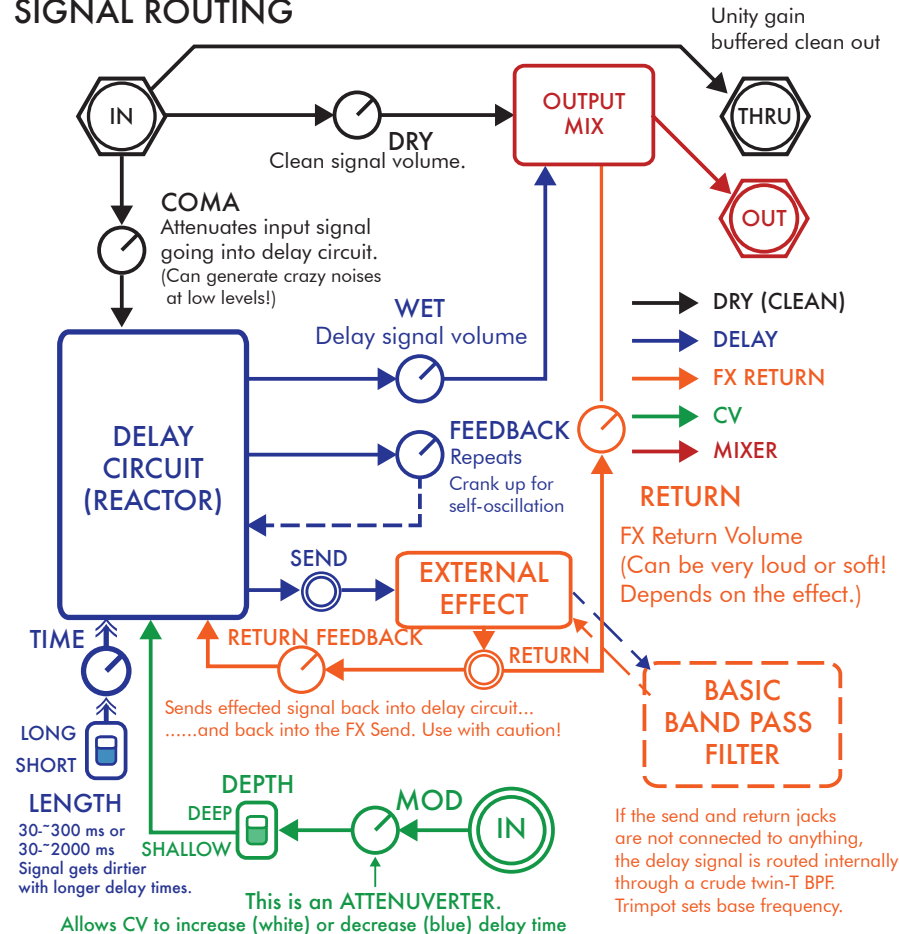 SIGNAL ROUTING
Unity gain
buffered clean out
IN
OUTPUT
MIX
THRU
DRY
Clean signal volume.
OUT
COMA
Attenuates input signal
going into delay circuit.
(Can generate crazy noises
at low levels!)
WET
Delay signal volume
DRY (CLEAN)
DELAY
FX RETURN
CV
MIXER
DELAY
CIRCUIT
(REACTOR)
FEEDBACK
Repeats
Crank up for
self-oscillation
RETURN
FX Return Volume
(Can be very loud or soft!
Depends on the effect.)
SEND
EXTERNAL
EFFECT
TIME
RETURN FEEDBACK
RETURN
Sends effected signal back into delay circuit...
......and back into the FX Send. Use with caution!
BASIC
BAND PASS
FILTER
LONG
SHORT
LENGTH
30-~300 ms or
30-~2000 ms
Signal gets dirtier
with longer delay times.
DEPTH
DEEP
SHALLOW
MOD
IN
If the send and return jacks
are not connected to anything,
the delay signal is routed internally
through a crude twin-T BPF.
Trimpot sets base frequency.
This is an ATTENUVERTER.
Allows CV to increase (white) or decrease (blue) delay time